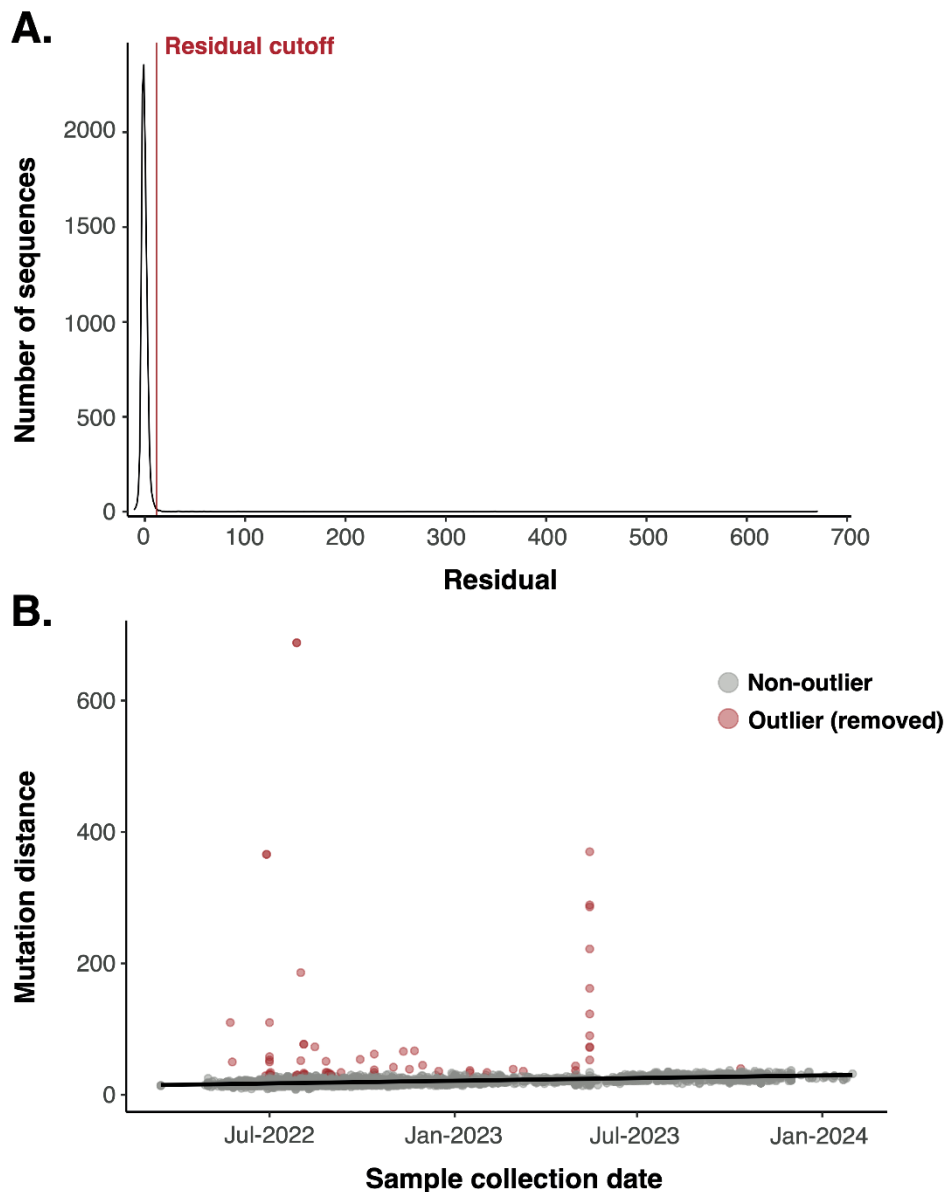 A.
Residual cutoff
Number of sequences
2000
1500
1000
500
0
0 100 200 300 400 500 600 700
Residual
B.
Mutation distance
600
400
200
0
Non-outlier
Outlier (removed)
Jul-2022 Jan-2023 Jul-2023 Jan-2024
Sample collection date